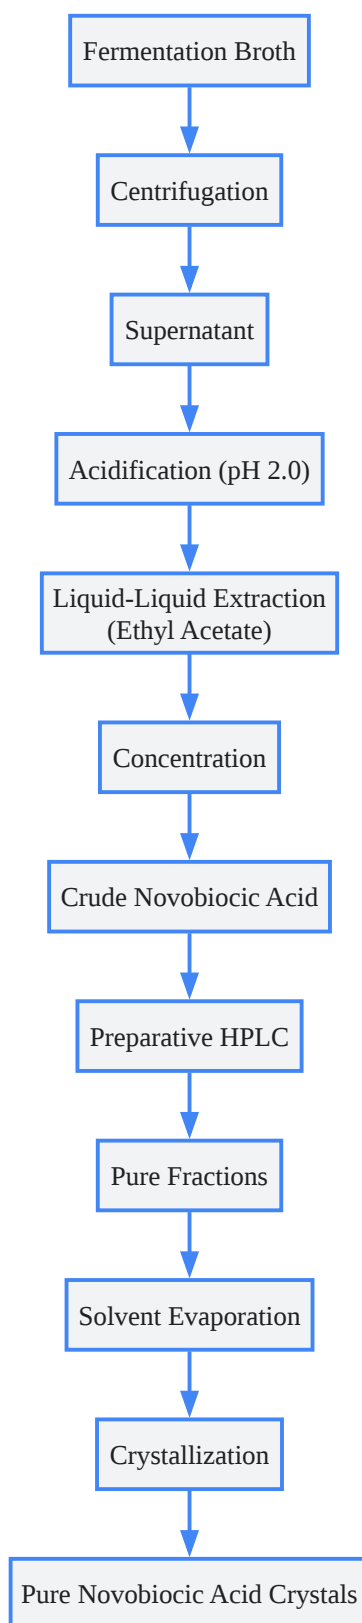 Fermentation Broth
Centrifugation
Supernatant
Acidification (pH 2.0)
Liquid-Liquid Extraction
(Ethyl Acetate)
Concentration
Crude Novobiocic Acid
Preparative HPLC
Pure Fractions
Solvent Evaporation
Crystallization
Pure Novobiocic Acid Crystals